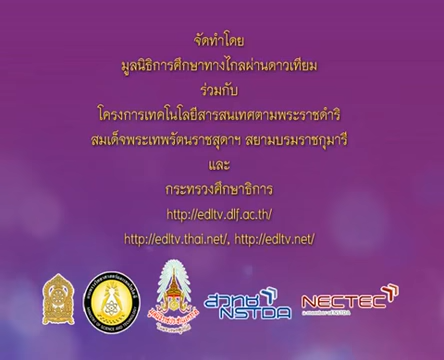 จัดทำโดย
มูลนิธิการศึกษาทางไกลผ่านดาวเทียม
ร่วมกับ
โครงการเทคโนโลยีสารสนเทศตามพระราชดำริ
สมเด็จพระเทพรัตนราชสุดาฯ สยามบรมราชกุมารี
และ
กระทรวงศึกษาธิการ
http://edltv.dlf.ac.th/
http://edltv.thai.net/, http://edltv.net/
สวทช
NSTDA
NECTEC
a member of NSTDA